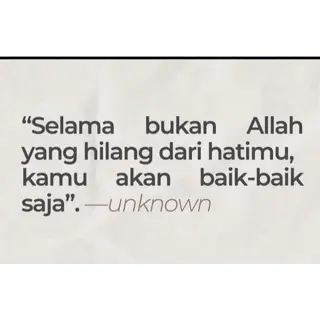 “Selama bukan Allah
yang hilang dari hatimu,
kamu akan baik-baik
saja”. —unknown